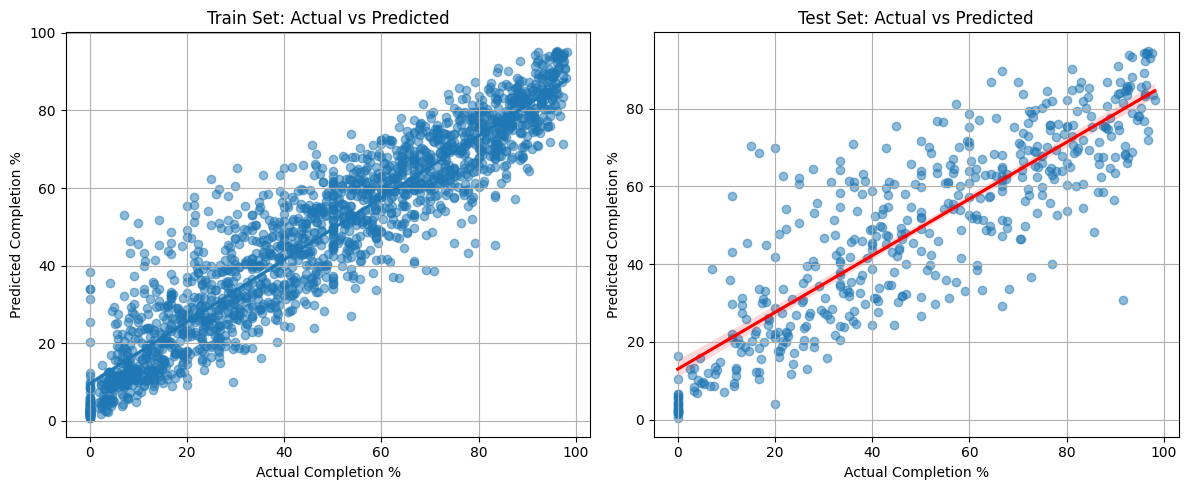 Train Set: Actual vs Predicted
Predicted Completion %
100
80
60
40
20
0
0 20 40 60 80 100
Actual Completion %
Test Set: Actual vs Predicted
Predicted Completion %
80
60
40
20
0
0 20 40 60 80 100
Actual Completion %